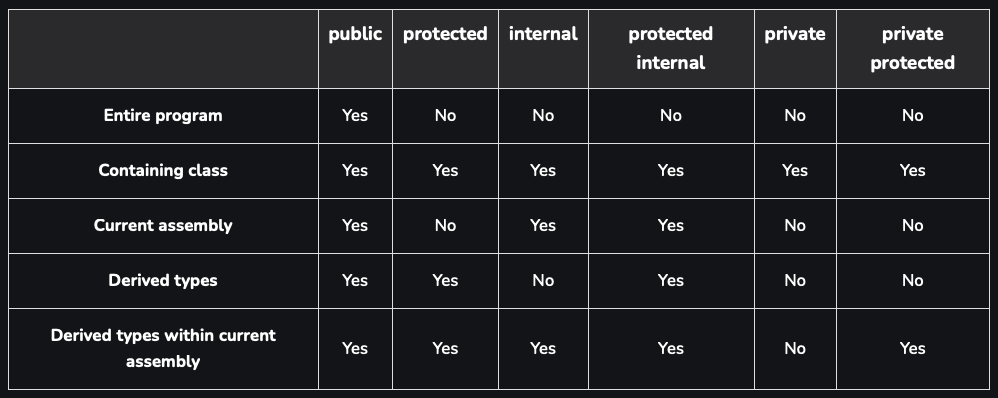 public protected internal protected internal private private protected
Entire program Yes No No No No No
Containing class Yes Yes Yes Yes Yes Yes
Current assembly Yes No Yes Yes No No
Derived types Yes Yes No Yes No No
Derived types within current assembly Yes Yes Yes Yes No Yes